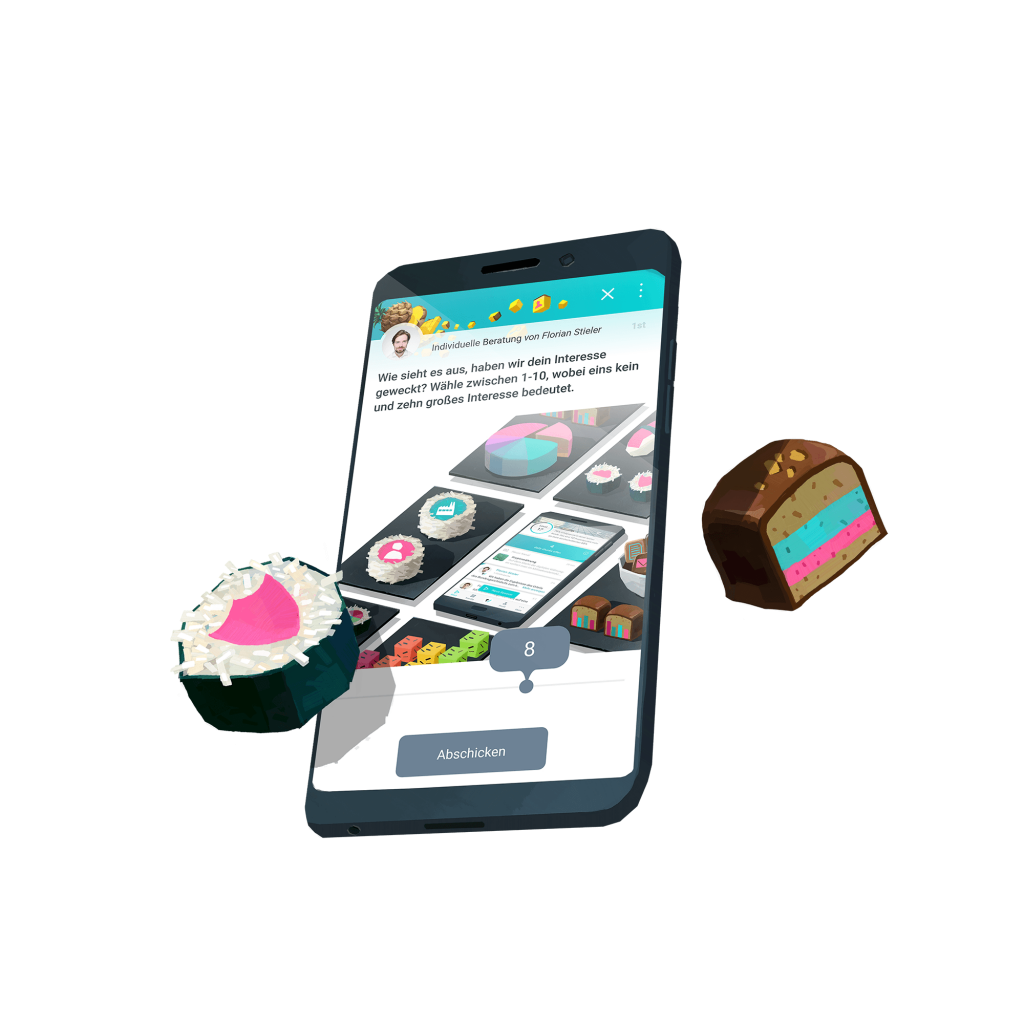 1st
Individuelle Beratung von Florian Stieler
Wie sieht es aus, haben wir dein Interesse
geweckt? Wähle zwischen 1-10, wobei eins kein
und zehn großes Interesse bedeutet.
8
Abschicken